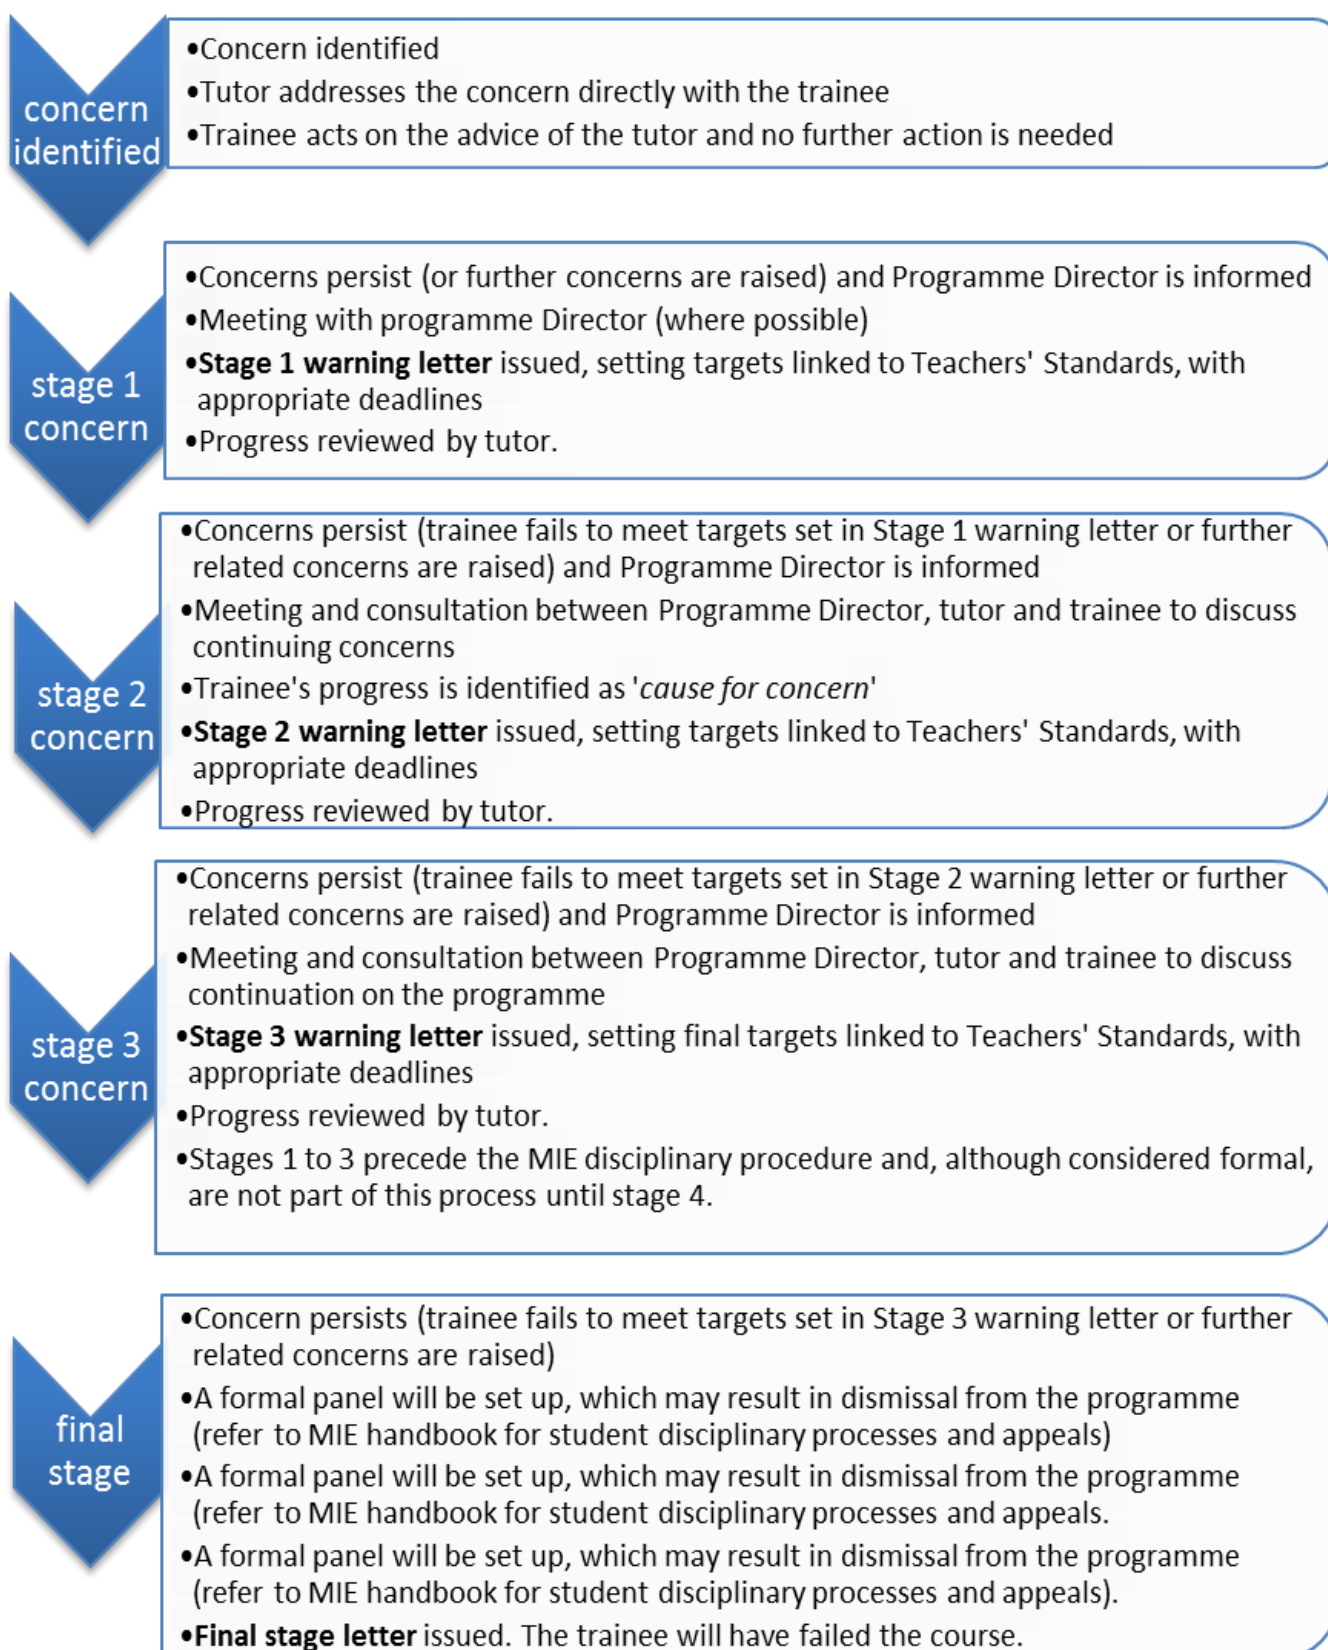 concern
identified
•Concern identified
•Tutor addresses the concern directly with the trainee
•Trainee acts on the advice of the tutor and no further action is needed
stage 1
concern
•Concerns persist (or further concerns are raised) and Programme Director is informed
•Meeting with programme Director (where possible)
•Stage 1 warning letter issued, setting targets linked to Teachers' Standards, with
appropriate deadlines
•Progress reviewed by tutor.
stage 2
concern
•Concerns persist (trainee fails to meet targets set in Stage 1 warning letter or further
related concerns are raised) and Programme Director is informed
•Meeting and consultation between Programme Director, tutor and trainee to discuss
continuing concerns
•Trainee's progress is identified as 'cause for concern'
•Stage 2 warning letter issued, setting targets linked to Teachers' Standards, with
appropriate deadlines
•Progress reviewed by tutor.
stage 3
concern
•Concerns persist (trainee fails to meet targets set in Stage 2 warning letter or further
related concerns are raised) and Programme Director is informed
•Meeting and consultation between Programme Director, tutor and trainee to discuss
continuation on the programme
•Stage 3 warning letter issued, setting final targets linked to Teachers' Standards, with
appropriate deadlines
•Progress reviewed by tutor.
•Stages 1 to 3 precede the MIE disciplinary procedure and, although considered formal,
are not part of this process until stage 4.
final
stage
•Concern persists (trainee fails to meet targets set in Stage 3 warning letter or further
related concerns are raised)
•A formal panel will be set up, which may result in dismissal from the programme
(refer to MIE handbook for student disciplinary processes and appeals)
•A formal panel will be set up, which may result in dismissal from the programme
(refer to MIE handbook for student disciplinary processes and appeals.
•A formal panel will be set up, which may result in dismissal from the programme
(refer to MIE handbook for student disciplinary processes and appeals).
•Final stage letter issued. The trainee will have failed the course.